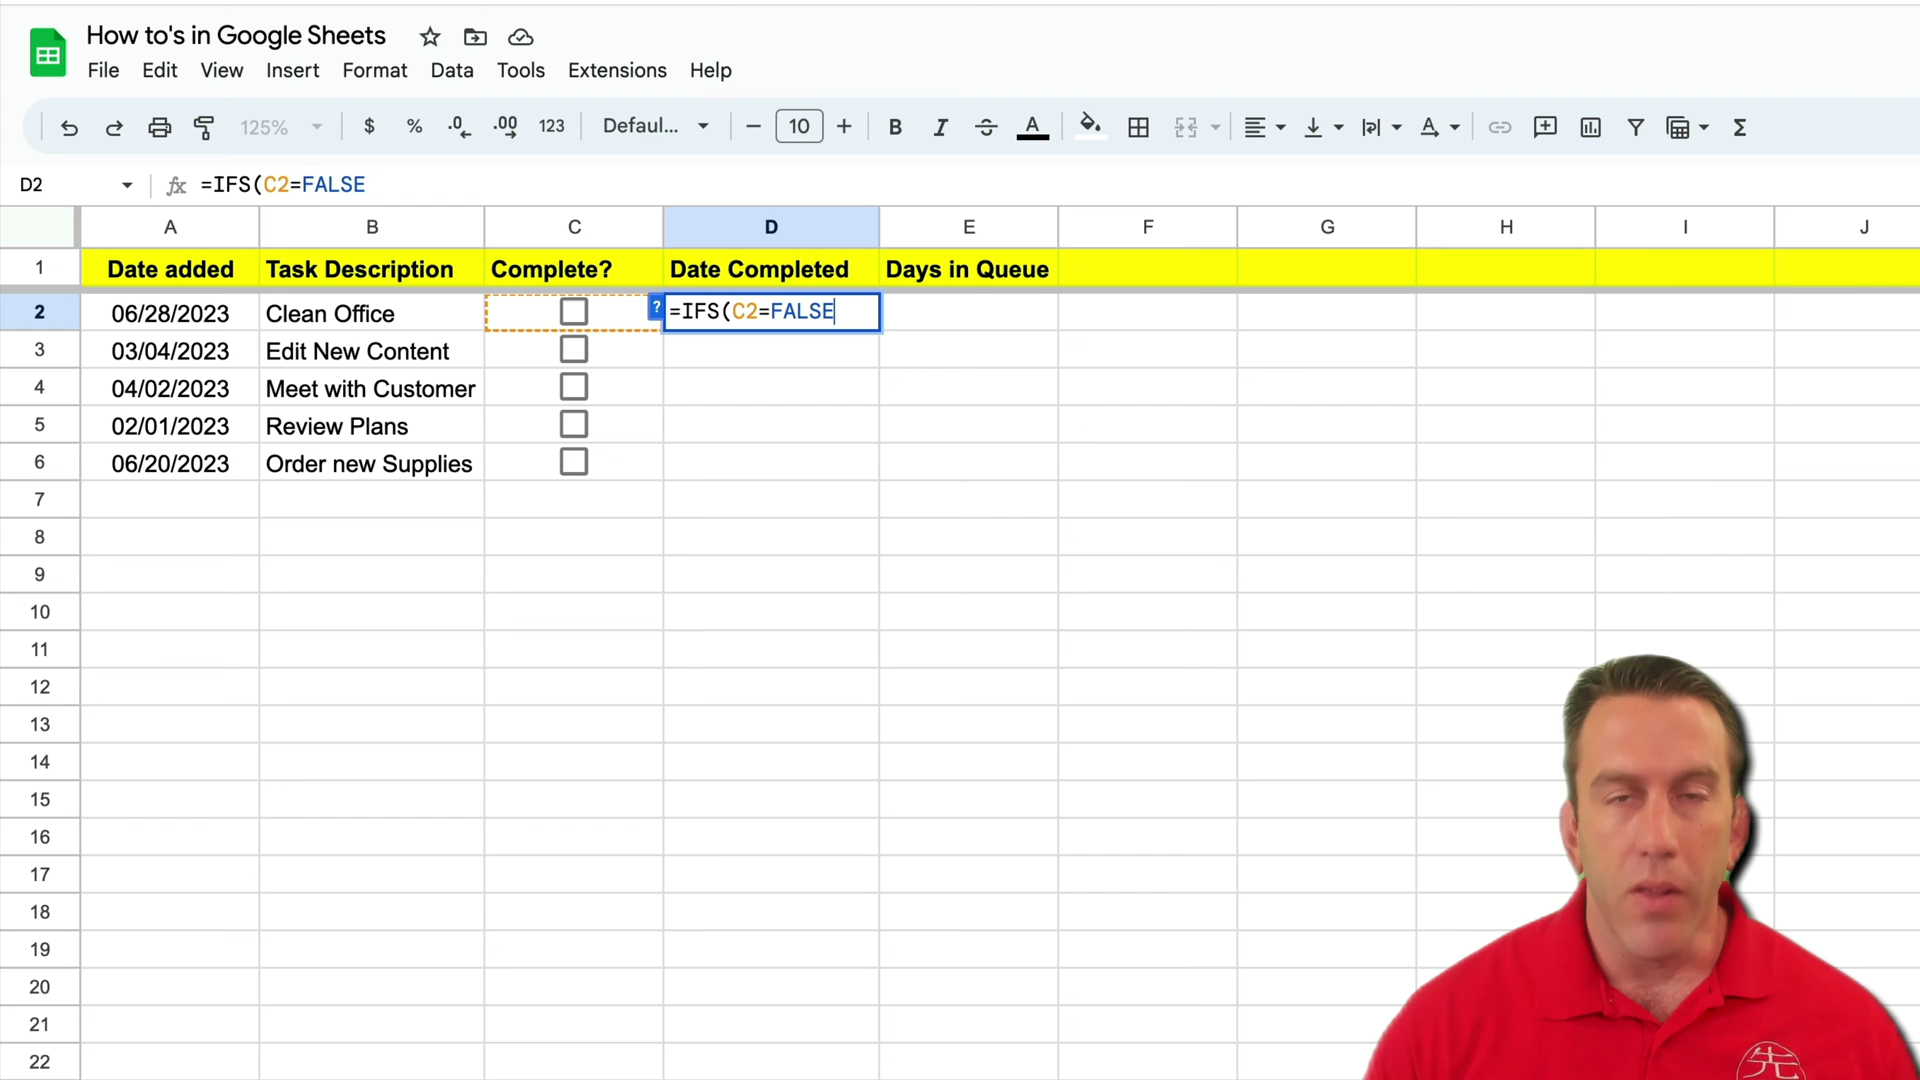 How to's in Google Sheets
File Edit View Insert Format Data Tools Extensions Help
125% $ % .0 .00 123 Defaul... 10 B I S A A Σ
D2 fx =IFS(C2=FALSE
A B C D E F G H I J
1 Date added Task Description Complete? Date Completed Days in Queue
2 06/28/2023 Clean Office ? =IFS(C2=FALSE
3 03/04/2023 Edit New Content
4 04/02/2023 Meet with Customer
5 02/01/2023 Review Plans
6 06/20/2023 Order new Supplies
7
8
9
10
11
12
13
14
15
16
17
18
19
20
21
22
先